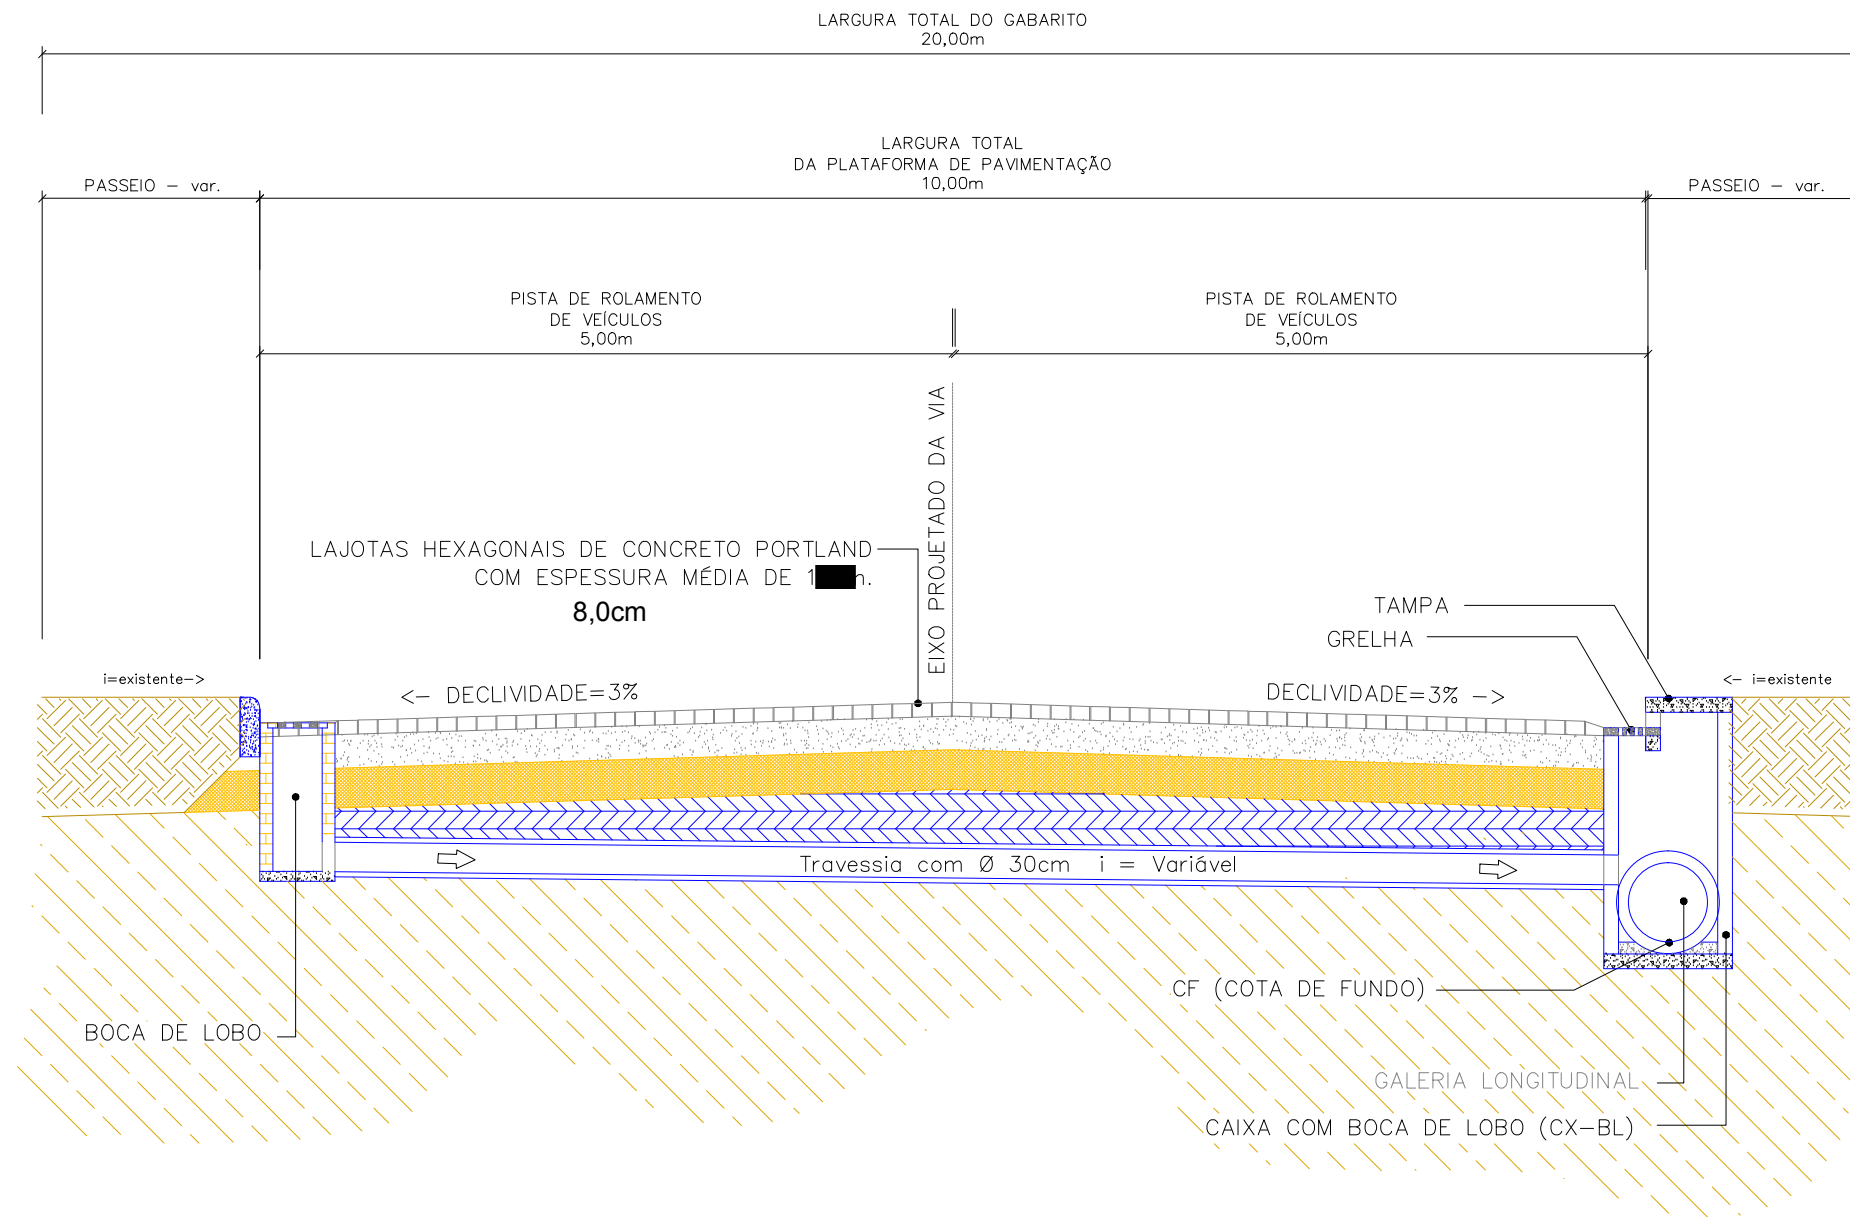 LARGURA TOTAL DO GABARITO
20,00m
LARGURA TOTAL
DA PLATAFORMA DE PAVIMENTAÇÃO
10,00m
PASSEIO – var.
PASSEIO – var.
PISTA DE ROLAMENTO
DE VEÍCULOS
5,00m
PISTA DE ROLAMENTO
DE VEÍCULOS
5,00m
EIXO PROJETADO DA VIA
LAJOTAS HEXAGONAIS DE CONCRETO PORTLAND
COM ESPESSURA MÉDIA DE
8,0cm
TAMPA
GRELHA
i=existente–>
<– DECLIVIDADE=3%
DECLIVIDADE=3% –>
<– i=existente
Travessia com Ø 30cm i = Variável
CF (COTA DE FUNDO)
BOCA DE LOBO
GALERIA LONGITUDINAL
CAIXA COM BOCA DE LOBO (CX–BL)